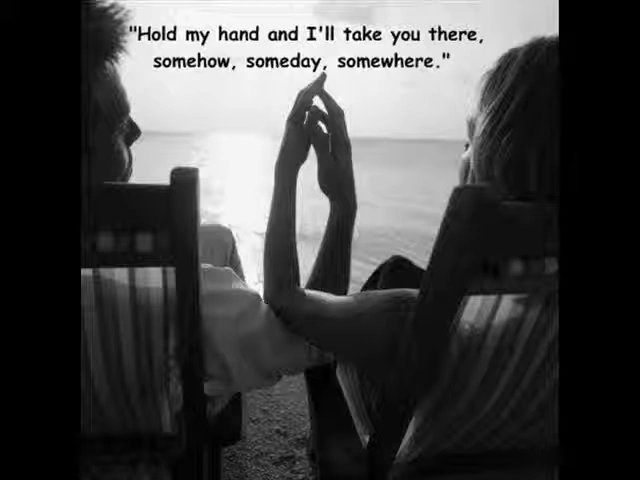 "Hold my hand and I'll take you there,
somehow, someday, somewhere."